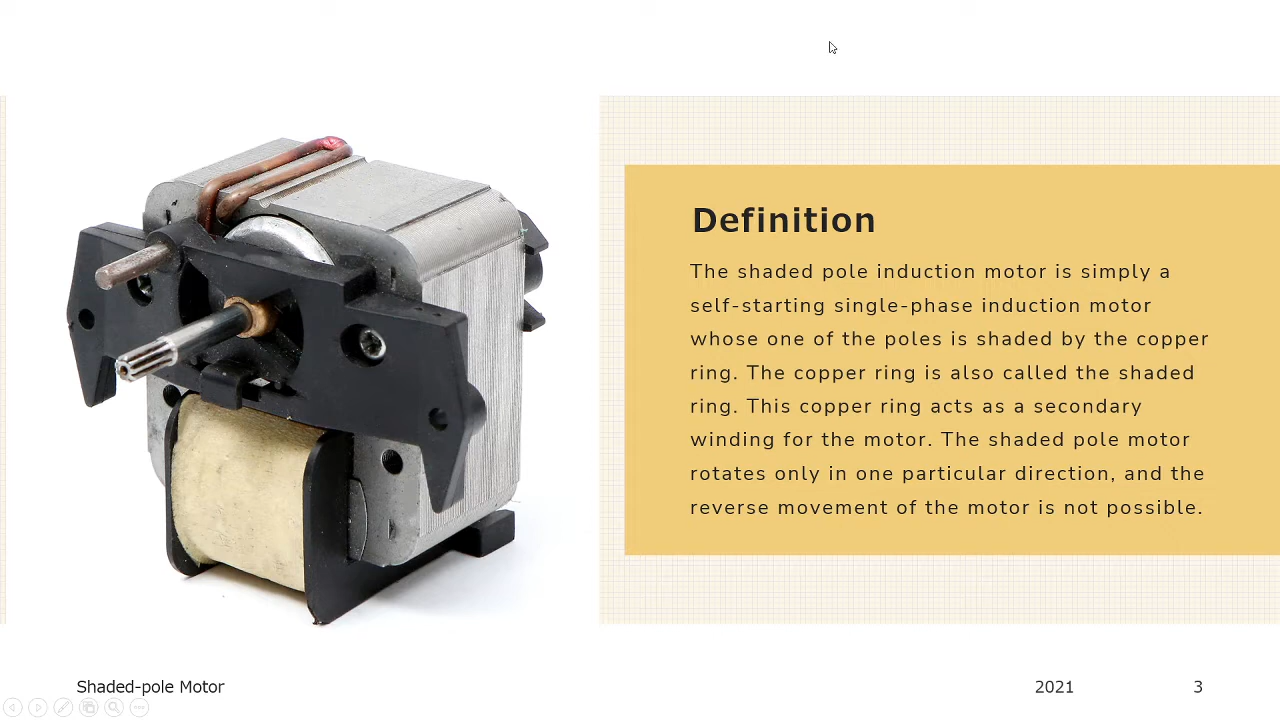 Definition
The shaded pole induction motor is simply a
self-starting single-phase induction motor
whose one of the poles is shaded by the copper
ring. The copper ring is also called the shaded
ring. This copper ring acts as a secondary
winding for the motor. The shaded pole motor
rotates only in one particular direction, and the
reverse movement of the motor is not possible.
Shaded-pole Motor
2021
3